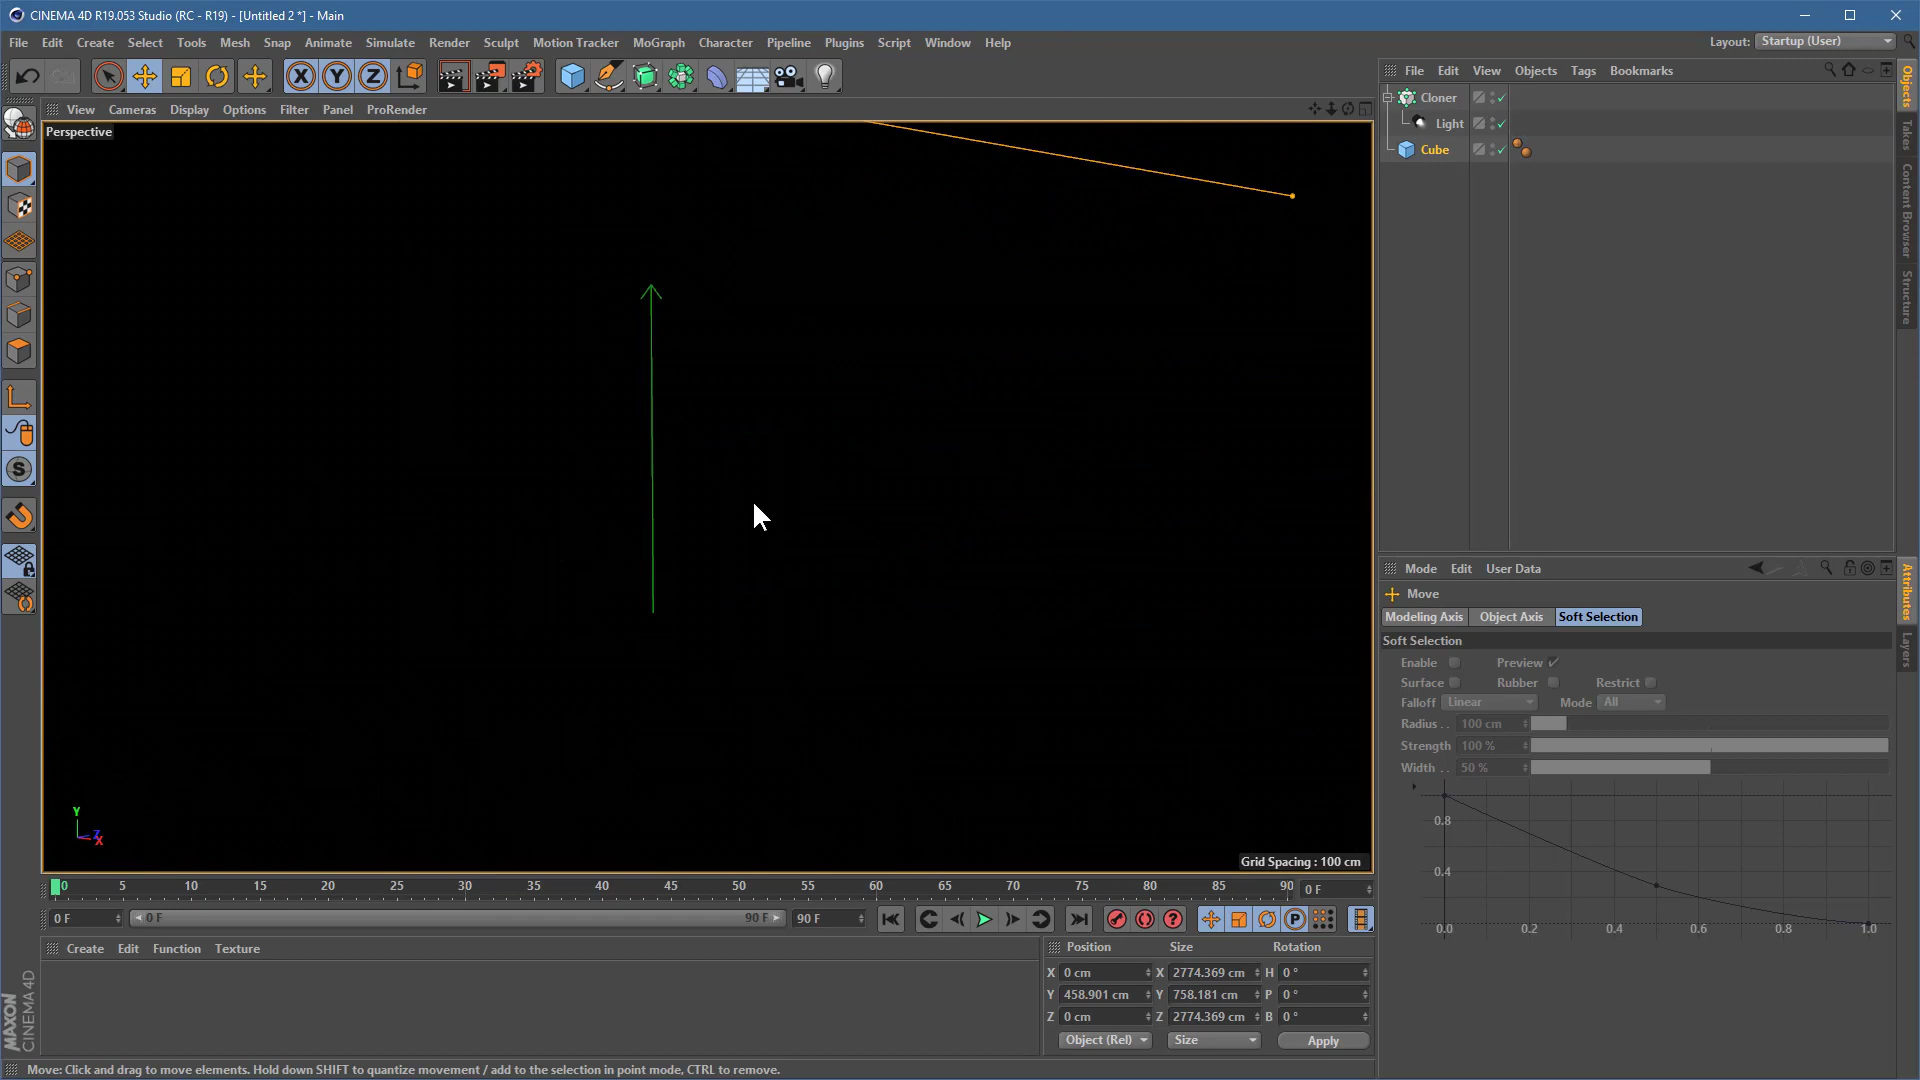 CINEMA 4D R19.053 Studio (RC - R19) - [Untitled 2 *] - Main
File Edit Create Select Tools Mesh Snap Animate Simulate Render Sculpt Motion Tracker MoGraph Character Pipeline Plugins Script Window Help
Layout: Startup (User)
X Y Z
File Edit View Objects Tags Bookmarks
View Cameras Display Options Filter Panel ProRender
Perspective
Cloner
Light
Cube
Objects
Takes
Content Browser
Structure
S
Y
Z
X
Grid Spacing : 100 cm
Mode Edit User Data
Move
Modeling Axis Object Axis Soft Selection
Soft Selection
Enable Preview
Surface Rubber Restrict
Falloff Linear Mode All
Radius . . 100 cm
Strength 100 %
Width . . 50 %
0.8
0.4
0.0 0.2 0.4 0.6 0.8 1.0
Attributes
Layers
0 5 10 15 20 25 30 35 40 45 50 55 60 65 70 75 80 85 90 0 F
0 F 0 F 90 F 90 F
P
Create Edit Function Texture
Position Size Rotation
X 0 cm X 2774.369 cm H 0 °
Y 458.901 cm Y 758.181 cm P 0 °
Z 0 cm Z 2774.369 cm B 0 °
Object (Rel) Size Apply
MAXON
CINEMA 4D
Move: Click and drag to move elements. Hold down SHIFT to quantize movement / add to the selection in point mode, CTRL to remove.